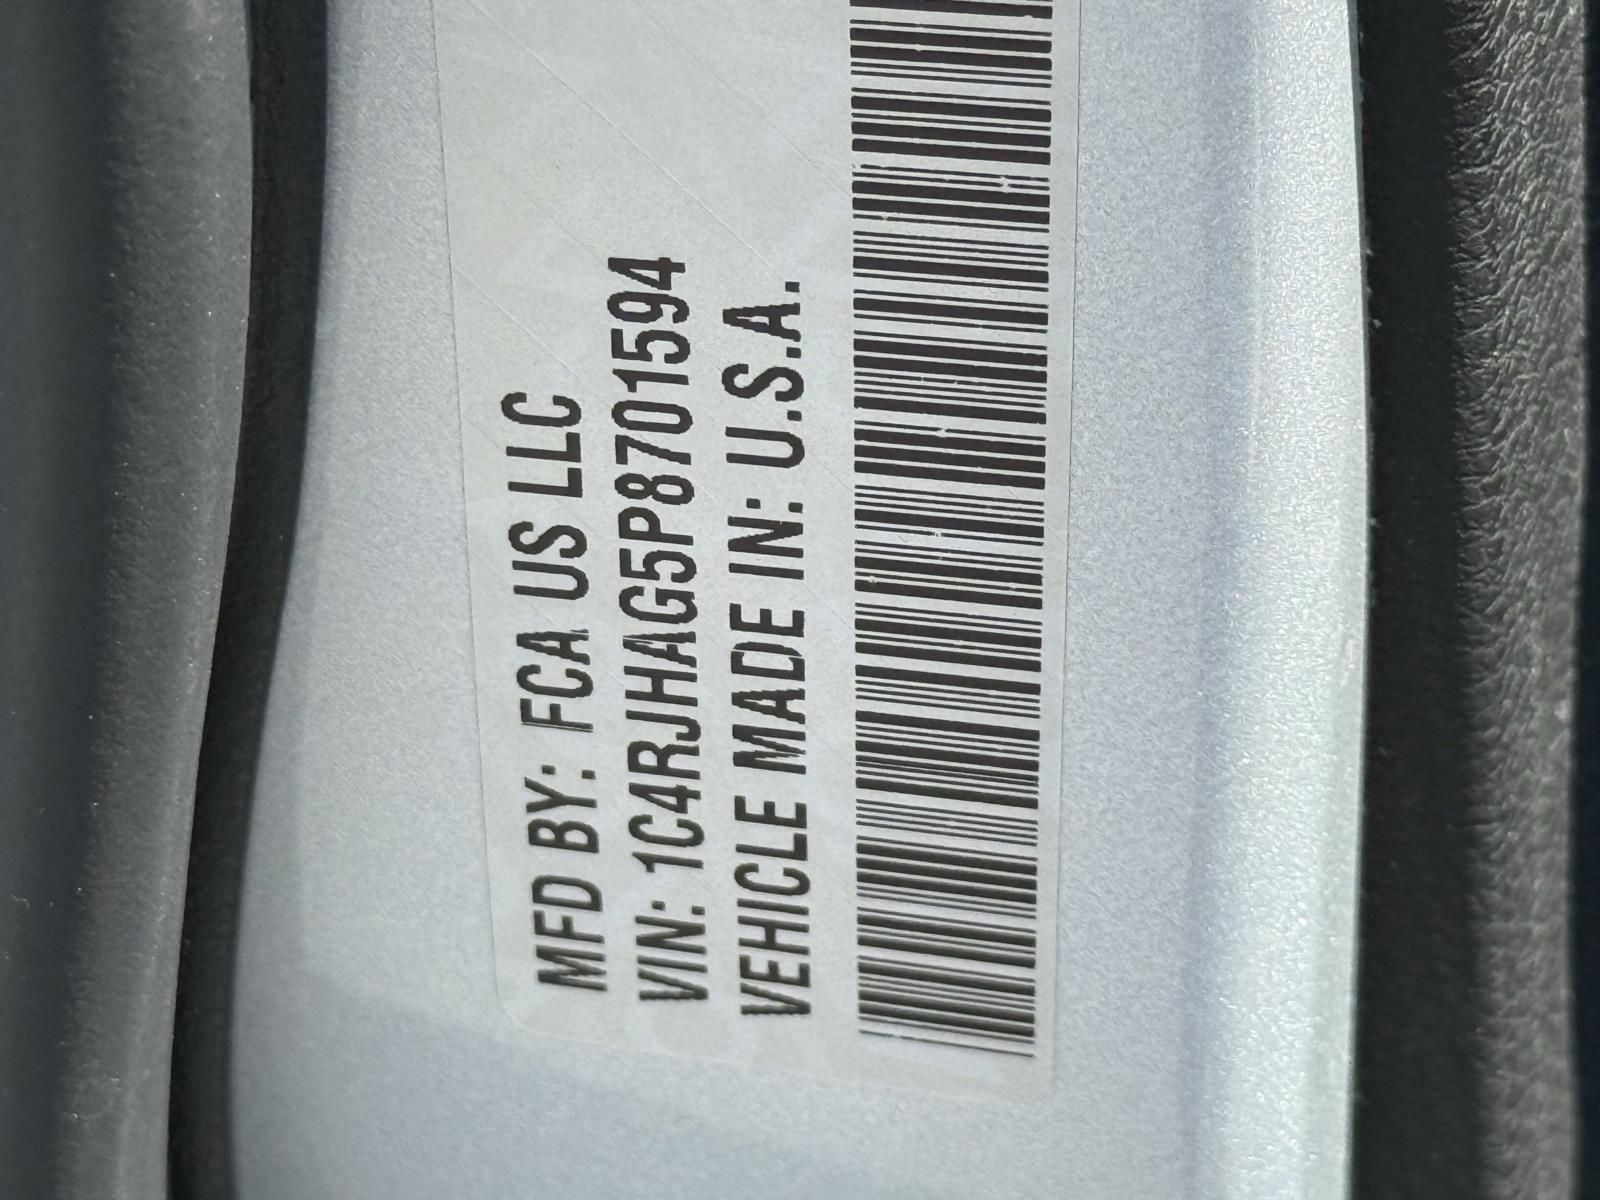 MFD BY: FCA US LLC
VIN: 1C4RJHAG5P8701594
VEHICLE MADE IN: U.S.A.